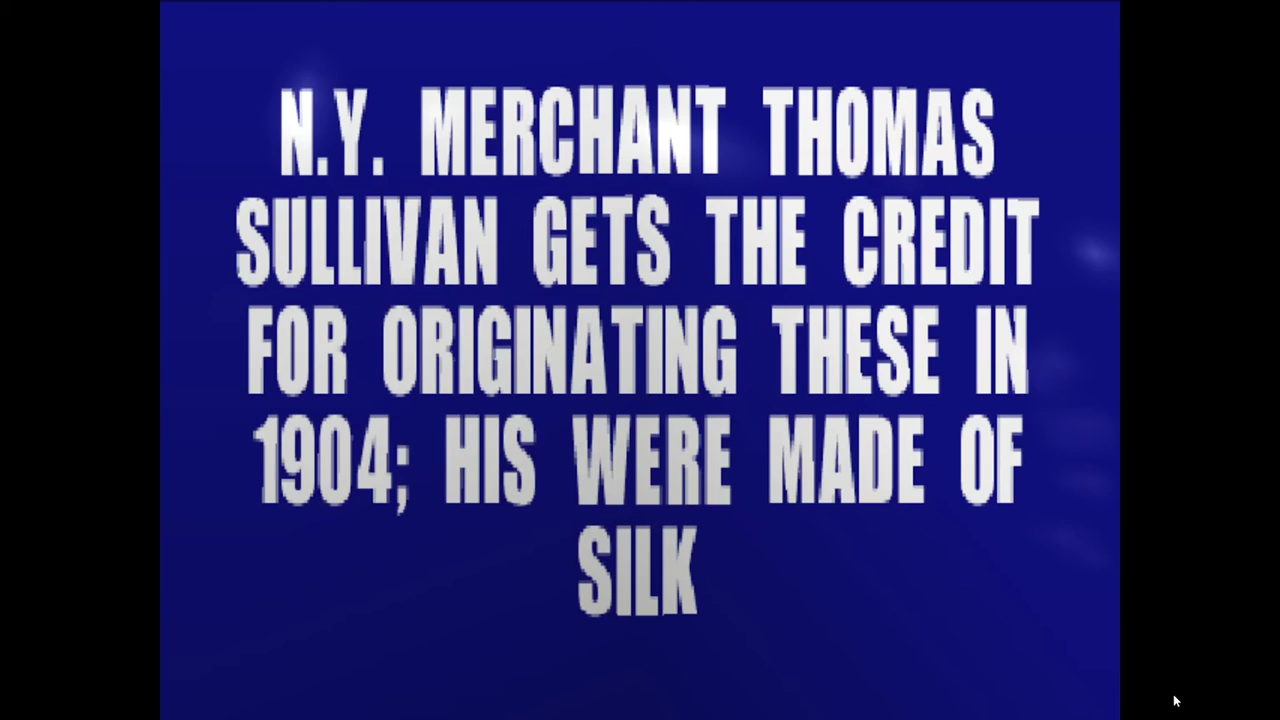 N.Y. MERCHANT THOMAS
SULLIVAN GETS THE CREDIT
FOR ORIGINATING THESE IN
1904; HIS WERE MADE OF
SILK